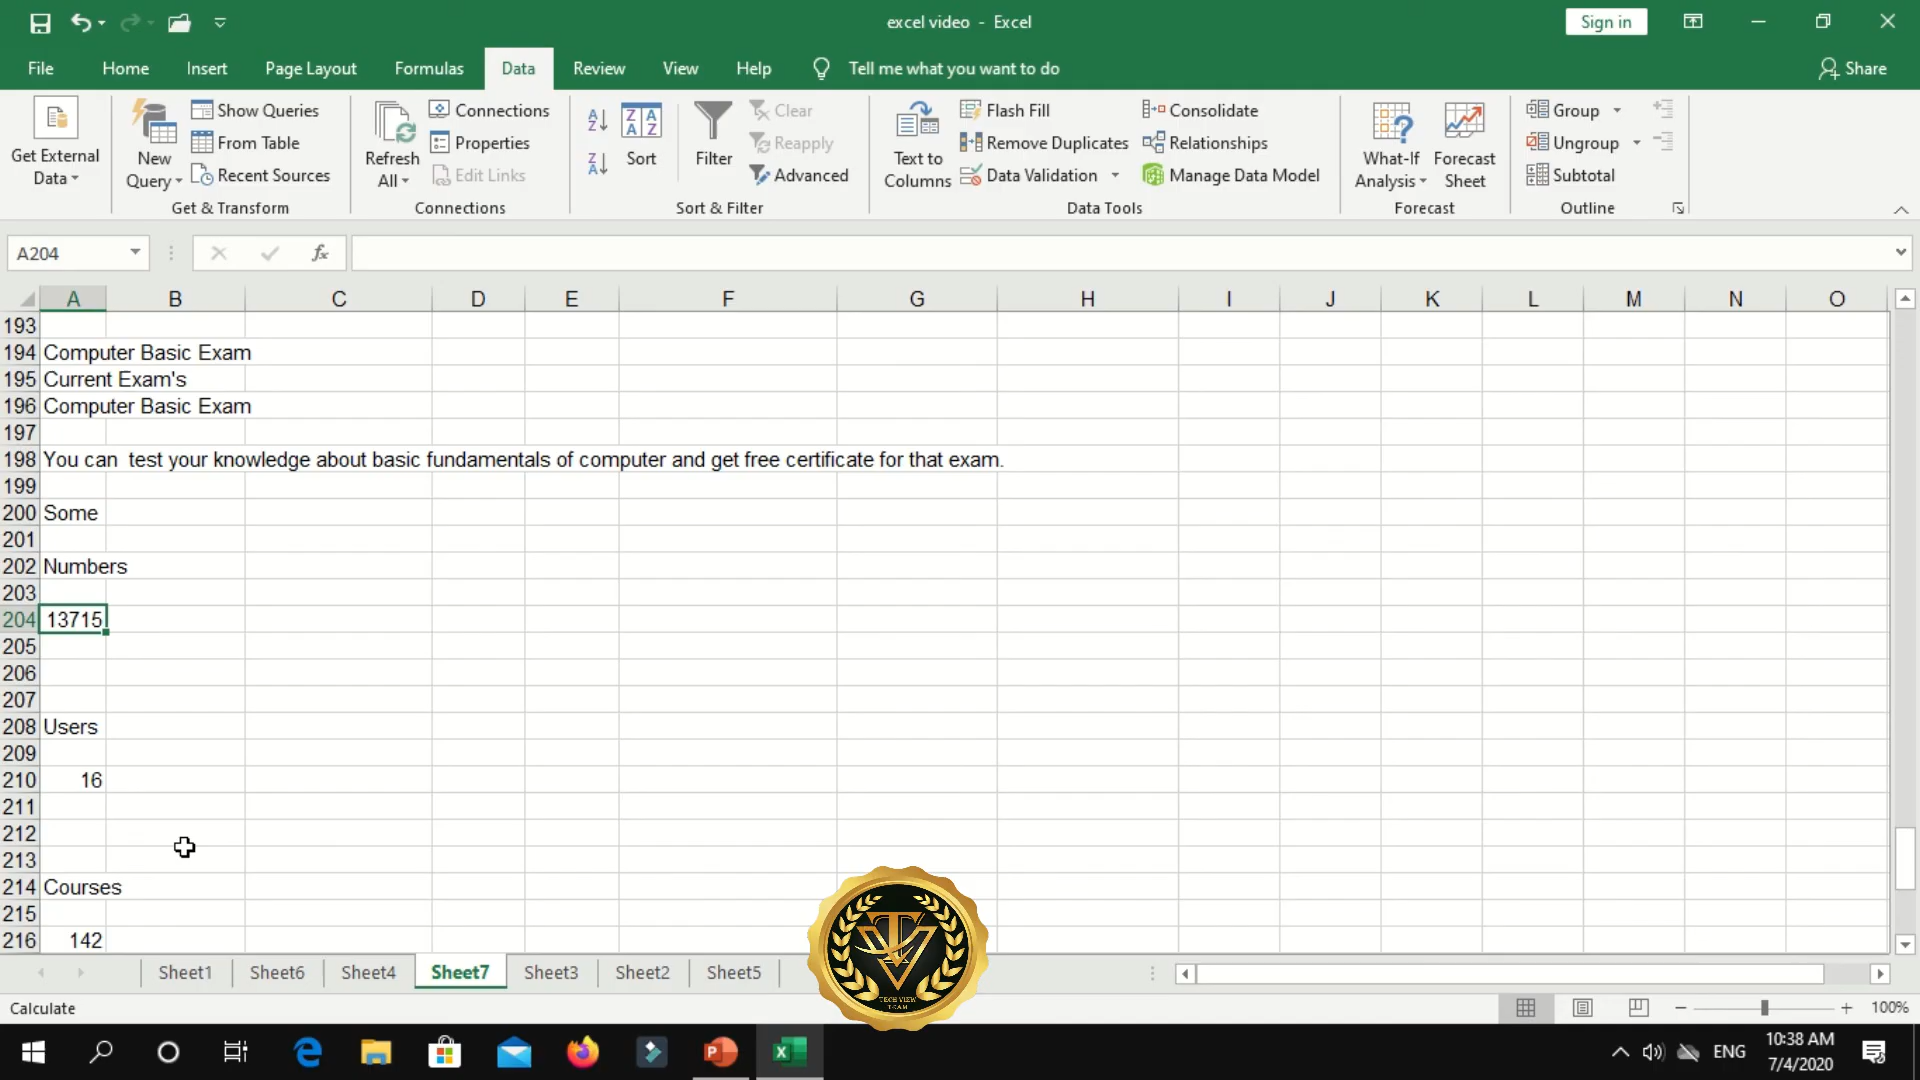 excel video - Excel
Sign in
File Home Insert Page Layout Formulas Data Review View Help Tell me what you want to do Share
Get External Data
New Query
Show Queries
From Table
Recent Sources
Get & Transform
Refresh All
Connections
Properties
Edit Links
Connections
Sort
Filter
Clear
Reapply
Advanced
Sort & Filter
Text to Columns
Flash Fill
Remove Duplicates
Data Validation
Consolidate
Relationships
Manage Data Model
Data Tools
What-If Analysis
Forecast Sheet
Forecast
Group
Ungroup
Subtotal
Outline
A204 fx
A B C D E F G H I J K L M N O
193
194 Computer Basic Exam
195 Current Exam's
196 Computer Basic Exam
197
198 You can  test your knowledge about basic fundamentals of computer and get free certificate for that exam.
199
200 Some
201
202 Numbers
203
204 13715
205
206
207
208 Users
209
210 16
211
212
213
214 Courses
215
216 142
Sheet1 Sheet6 Sheet4 Sheet7 Sheet3 Sheet2 Sheet5
TECH VIEW
TEAM
Calculate
100%
ENG
10:38 AM
7/4/2020